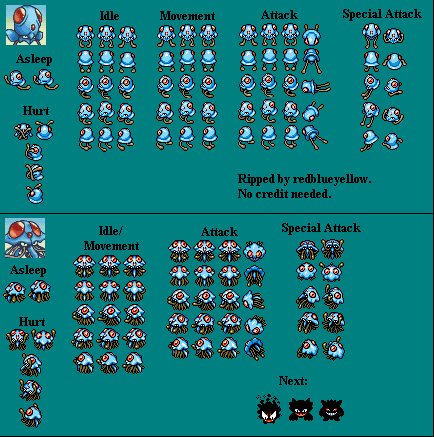 Idle
Movement
Attack
Special Attack
Asleep
Hurt
Ripped by redblueyellow.
No credit needed.
Idle/
Movement
Attack
Special Attack
Asleep
Hurt
Next: